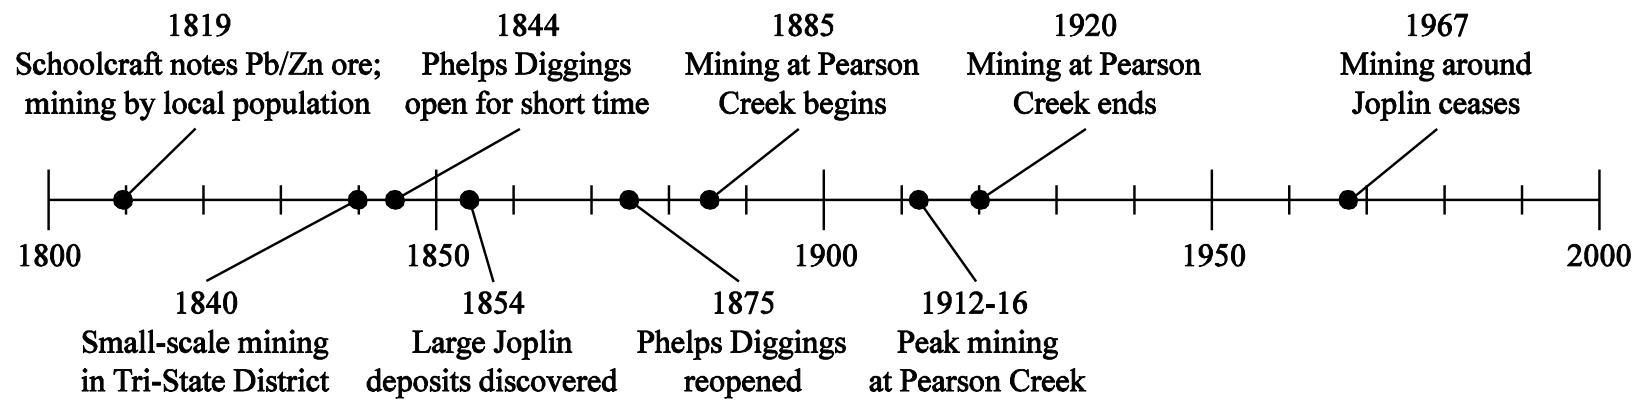 1819
Schoolcraft notes Pb/Zn ore;
mining by local population
1844
Phelps Diggings
open for short time
1885
Mining at Pearson
Creek begins
1920
Mining at Pearson
Creek ends
1967
Mining around
Joplin ceases
1800
1850
1900
1950
2000
1840
Small-scale mining
in Tri-State District
1854
Large Joplin
deposits discovered
1875
Phelps Diggings
reopened
1912-16
Peak mining
at Pearson Creek